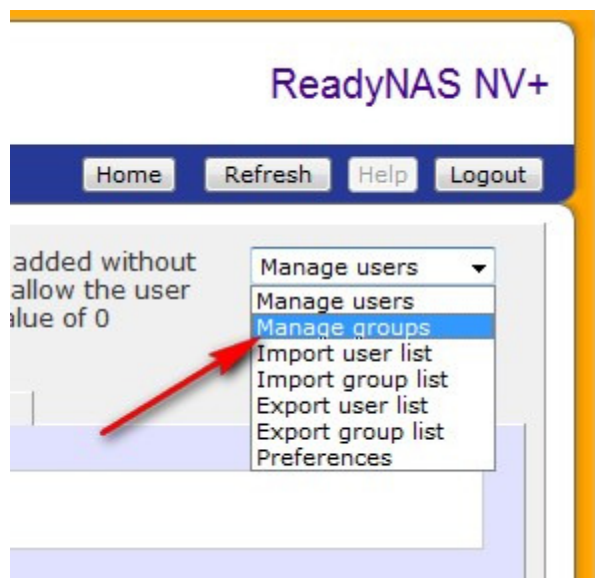 ReadyNAS NV+
Home Refresh Help Logout
added without
allow the user
alue of 0
Manage users
Manage users
Manage groups
Import user list
Import group list
Export user list
Export group list
Preferences